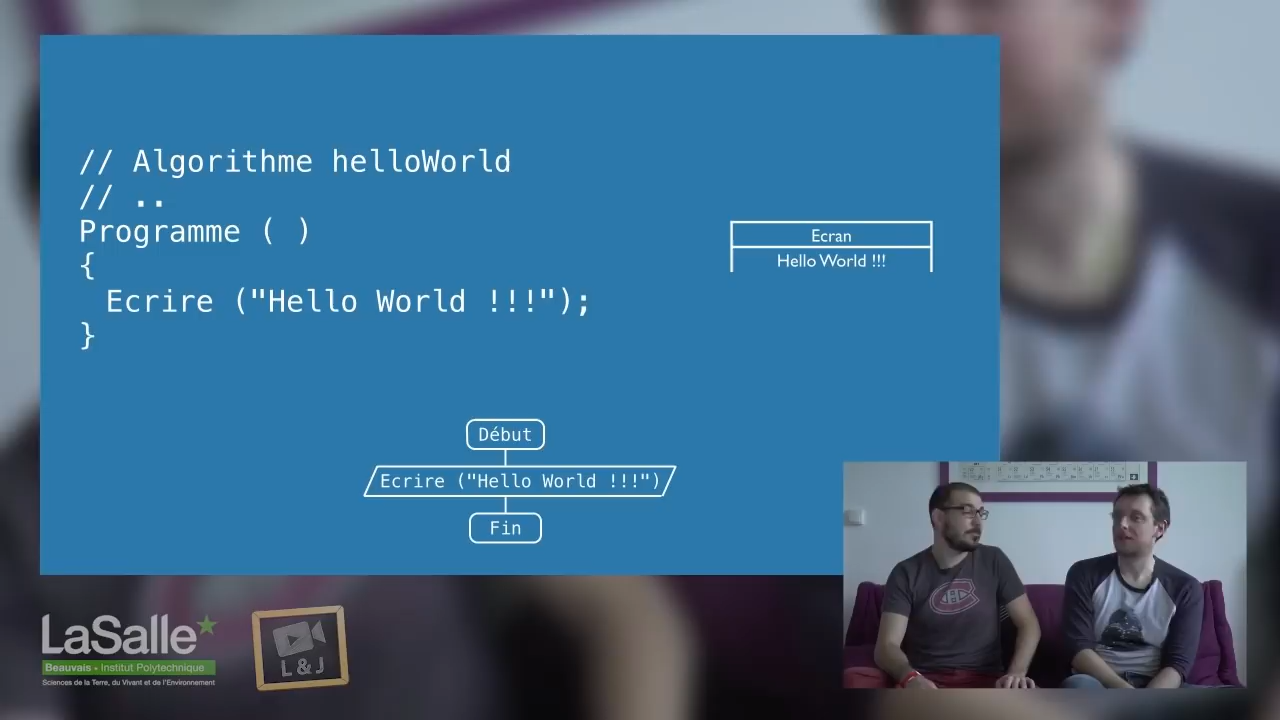 // Algorithme helloWorld
// ..
Programme ( )
{
Ecrire ("Hello World !!!");
}
Ecran
Hello World !!!
Début
Ecrire ("Hello World !!!")
Fin
LaSalle
Beauvais - Institut Polytechnique
Sciences de la Terre, du Vivant et de l'Environnement
L & J